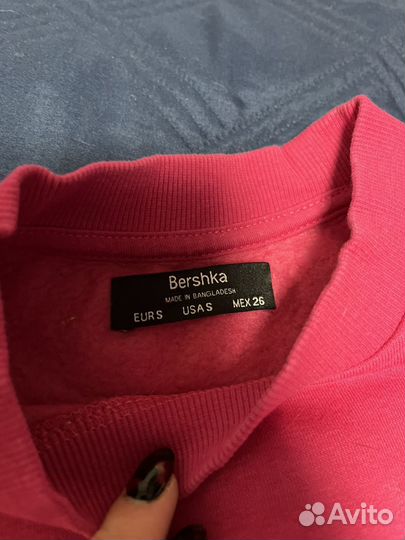 Bershka
MADE IN BANGLADESH
EUR S USA S MEX 26
Avito